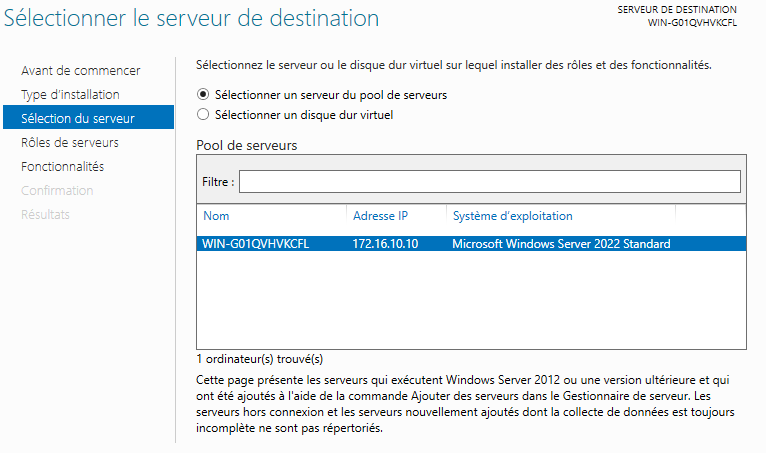 Sélectionner le serveur de destination
SERVEUR DE DESTINATION
WIN-G01QVHVKCFL
Avant de commencer
Type d'installation
Sélection du serveur
Rôles de serveurs
Fonctionnalités
Confirmation
Résultats
Sélectionnez le serveur ou le disque dur virtuel sur lequel installer des rôles et des fonctionnalités.
Sélectionner un serveur du pool de serveurs
Sélectionner un disque dur virtuel
Pool de serveurs
Filtre :
Nom Adresse IP Système d'exploitation
WIN-G01QVHVKCFL 172.16.10.10 Microsoft Windows Server 2022 Standard
1 ordinateur(s) trouvé(s)
Cette page présente les serveurs qui exécutent Windows Server 2012 ou une version ultérieure et qui
ont été ajoutés à l'aide de la commande Ajouter des serveurs dans le Gestionnaire de serveur. Les
serveurs hors connexion et les serveurs nouvellement ajoutés dont la collecte de données est toujours
incomplète ne sont pas répertoriés.